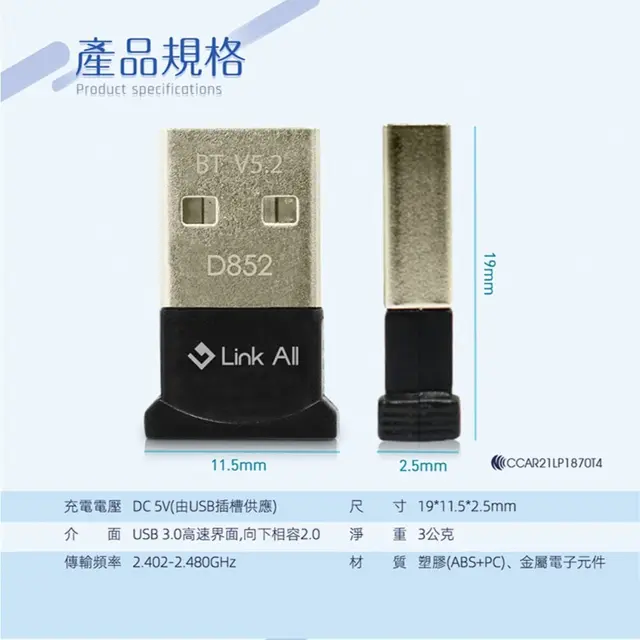 產品規格
Product specifications
BT V5.2
D852
Link All
19mm
11.5mm
2.5mm
CCAR21LP1870T4
充電電壓 DC 5V(由USB插槽供應)
尺寸 19*11.5*2.5mm
介面 USB 3.0高速界面,向下相容2.0
淨重 3公克
傳輸頻率 2.402-2.480GHz
材質 塑膠(ABS+PC)、金屬電子元件